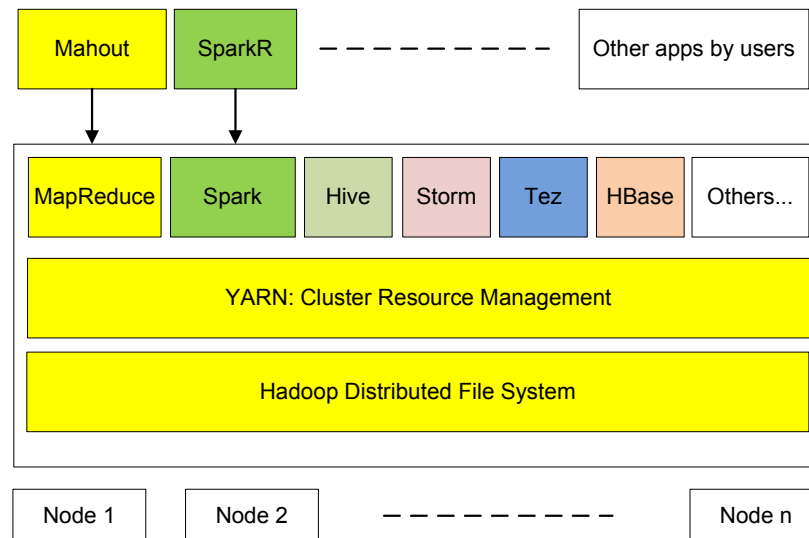 Mahout
SparkR
Other apps by users
MapReduce
Spark
Hive
Storm
Tez
HBase
Others...
YARN: Cluster Resource Management
Hadoop Distributed File System
Node 1
Node 2
Node n